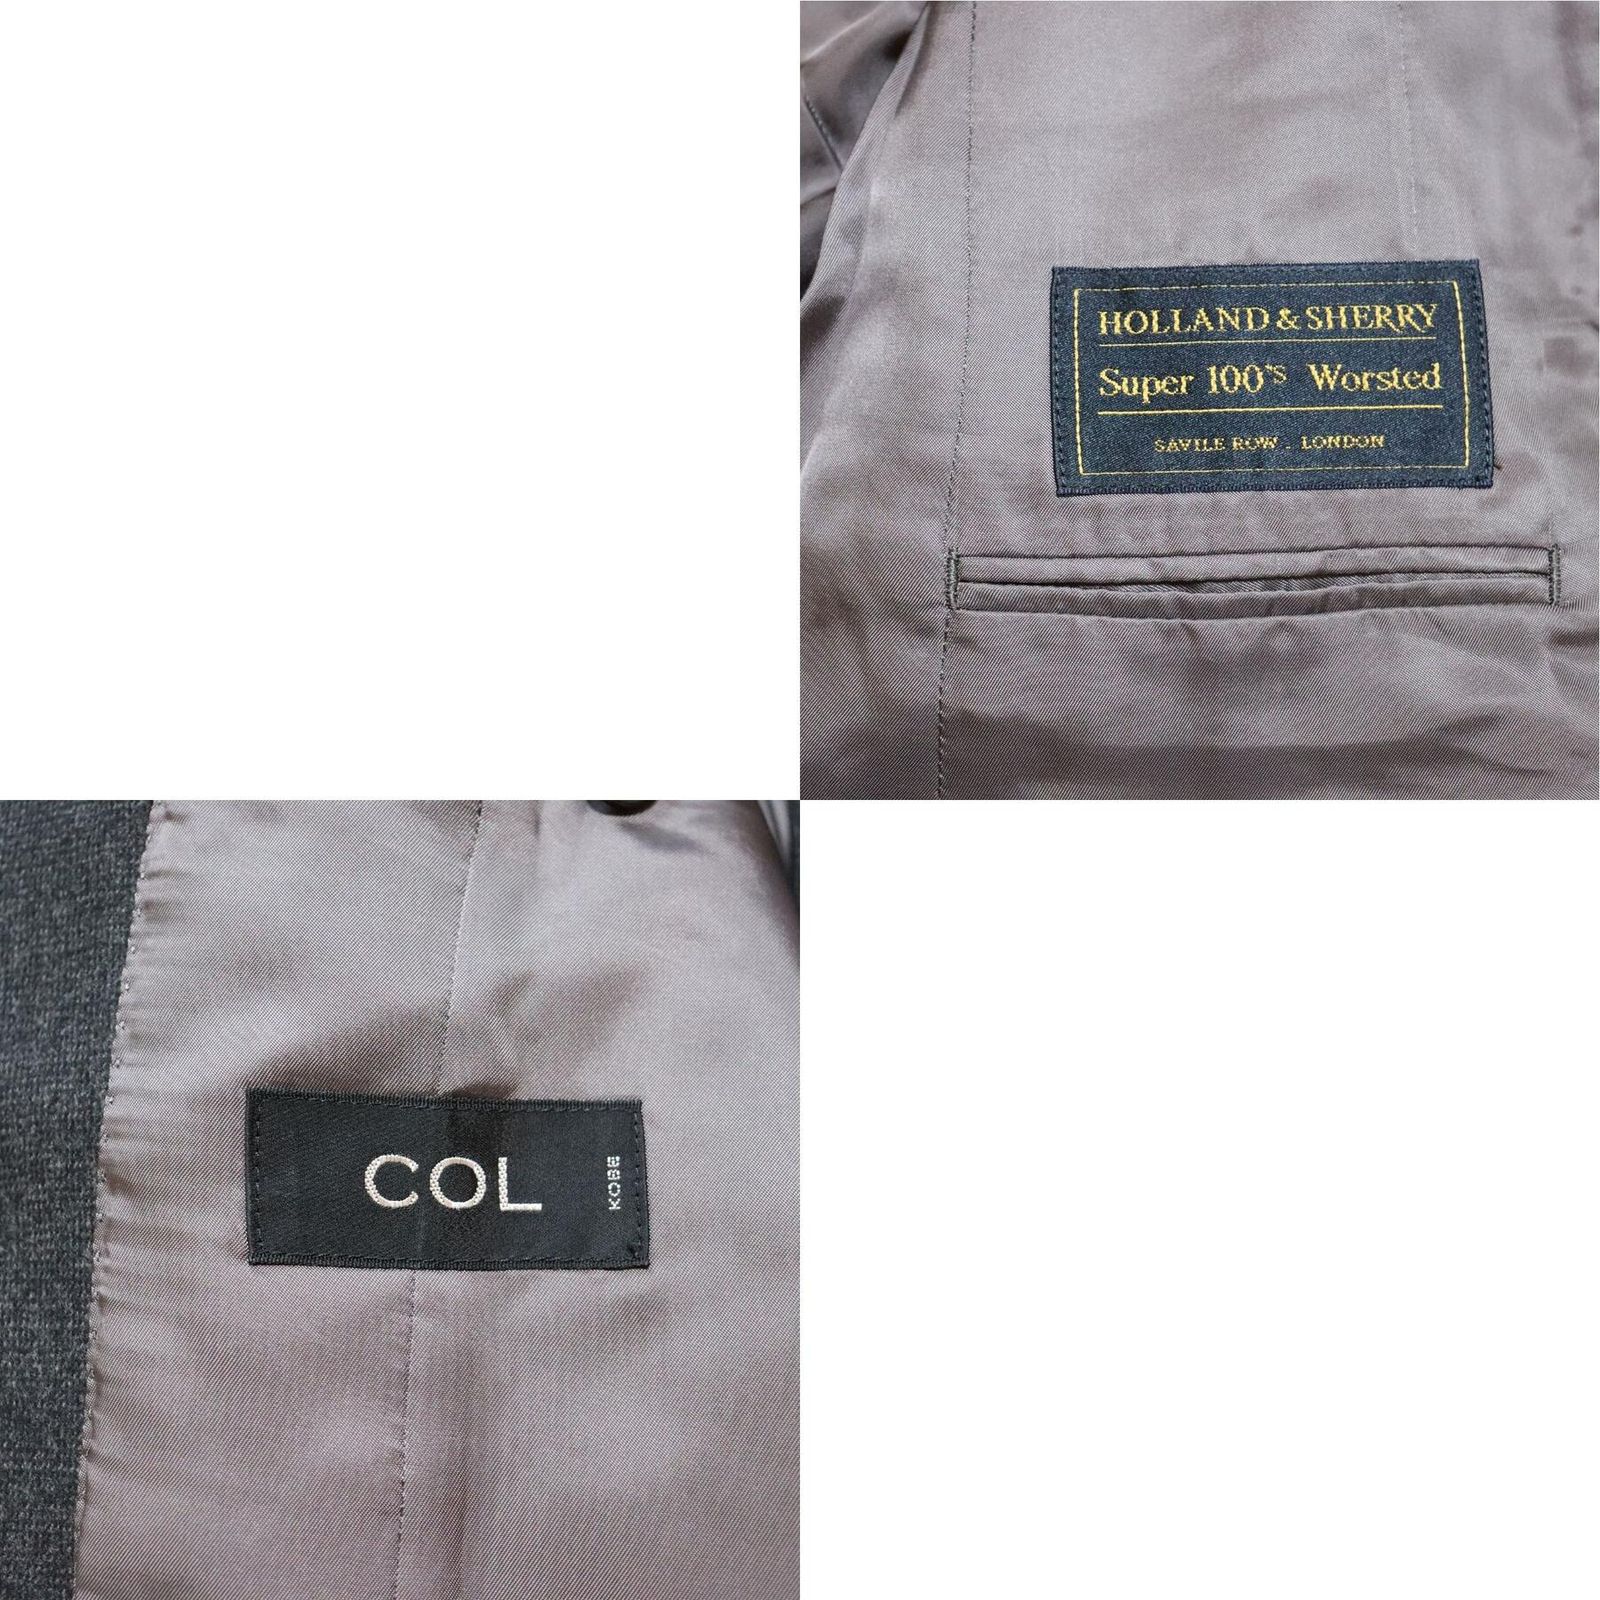 HOLLAND & SHERRY
Super 100's Worsted
SAVILE ROW . LONDON
COL
KOBE